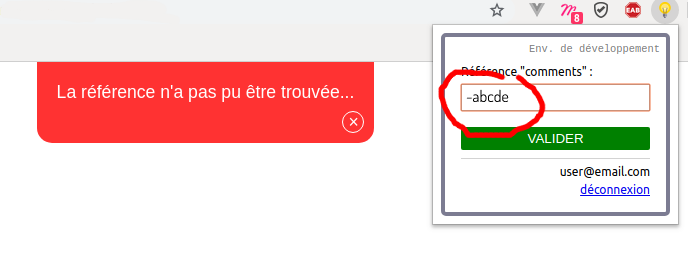 8
EAB
Env. de développement
La référence n'a pas pu être trouvée...
Référence "comments" :
-abcde
VALIDER
user@email.com
déconnexion